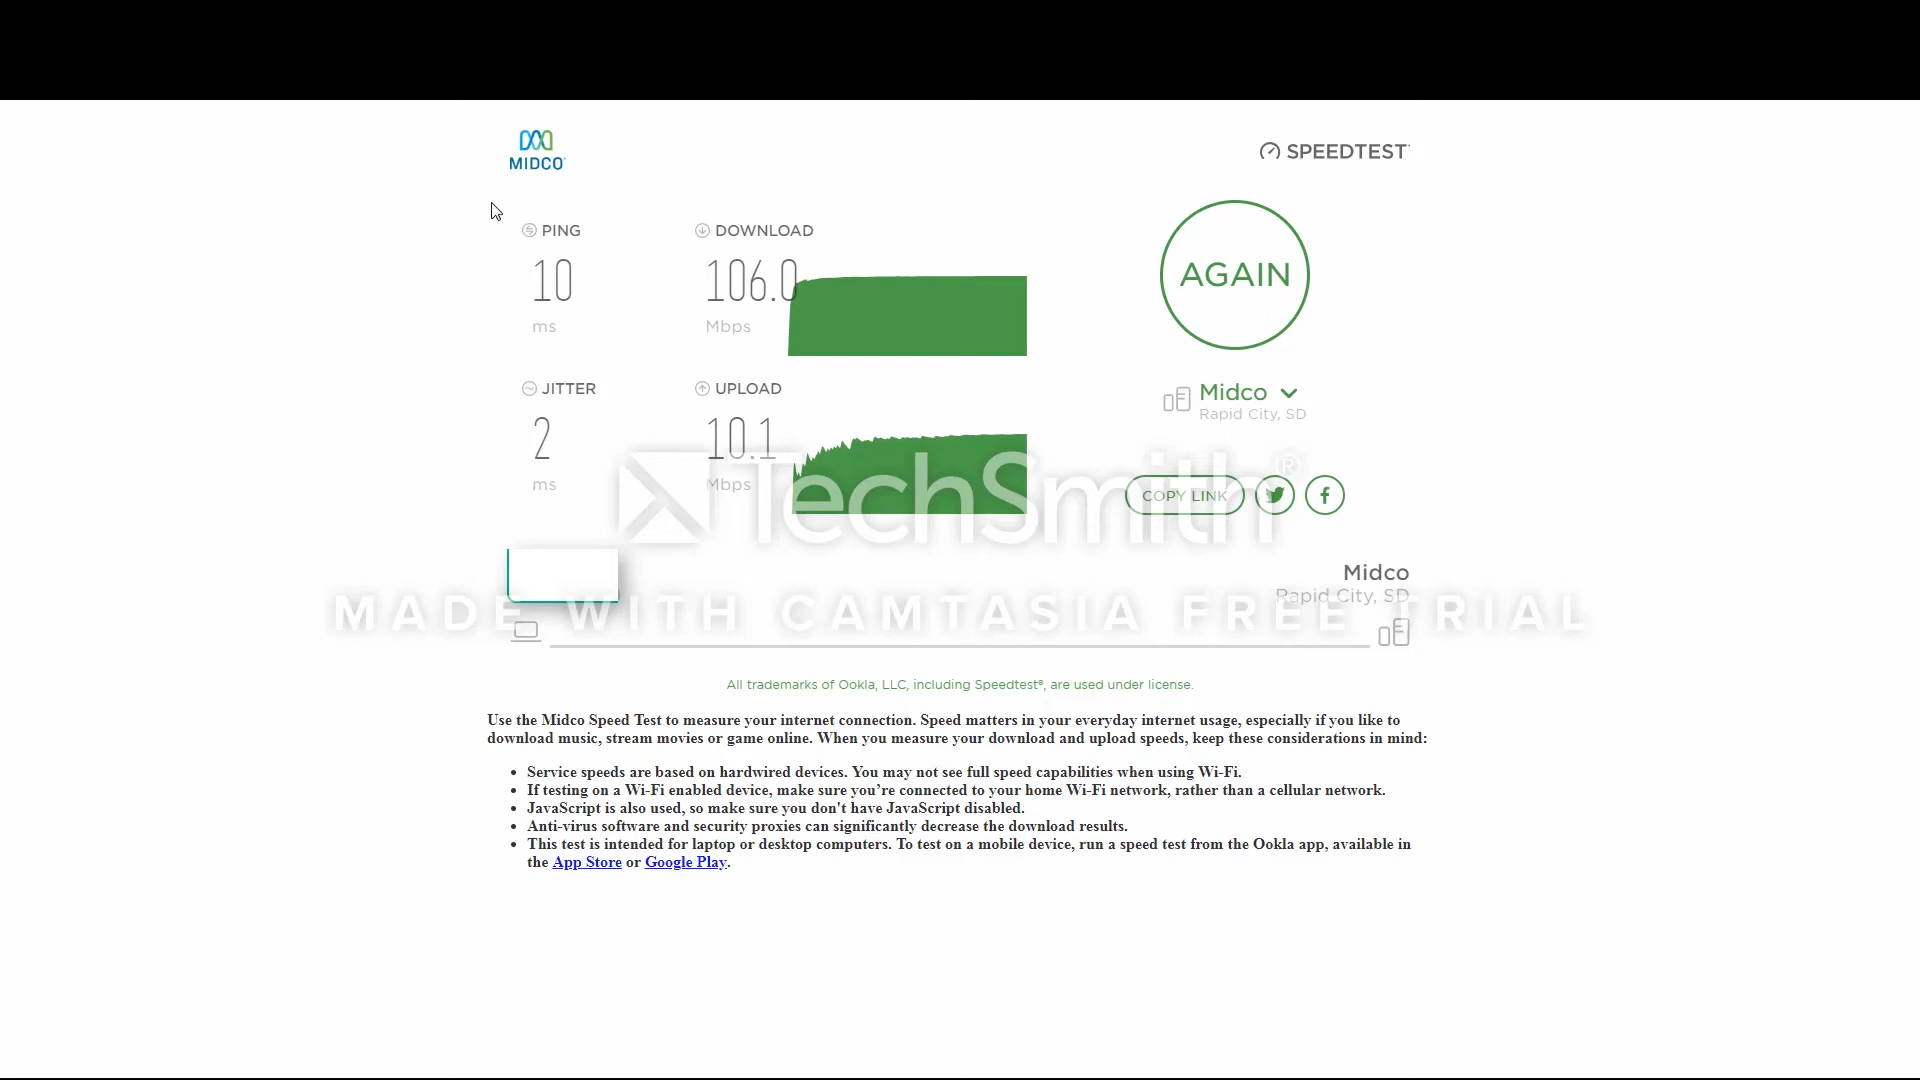 MIDCO
SPEEDTEST
PING
DOWNLOAD
10
106.0
AGAIN
ms
Mbps
JITTER
UPLOAD
Midco
Rapid City, SD
2
10.1
TechSmith®
ms
Mbps
COPY LINK
Midco
Rapid City, SD
MADE WITH CAMTASIA FREE TRIAL
All trademarks of Ookla, LLC, including Speedtest®, are used under license.
Use the Midco Speed Test to measure your internet connection. Speed matters in your everyday internet usage, especially if you like to
download music, stream movies or game online. When you measure your download and upload speeds, keep these considerations in mind:
• Service speeds are based on hardwired devices. You may not see full speed capabilities when using Wi-Fi.
• If testing on a Wi-Fi enabled device, make sure you’re connected to your home Wi-Fi network, rather than a cellular network.
• JavaScript is also used, so make sure you don't have JavaScript disabled.
• Anti-virus software and security proxies can significantly decrease the download results.
• This test is intended for laptop or desktop computers. To test on a mobile device, run a speed test from the Ookla app, available in
the App Store or Google Play.